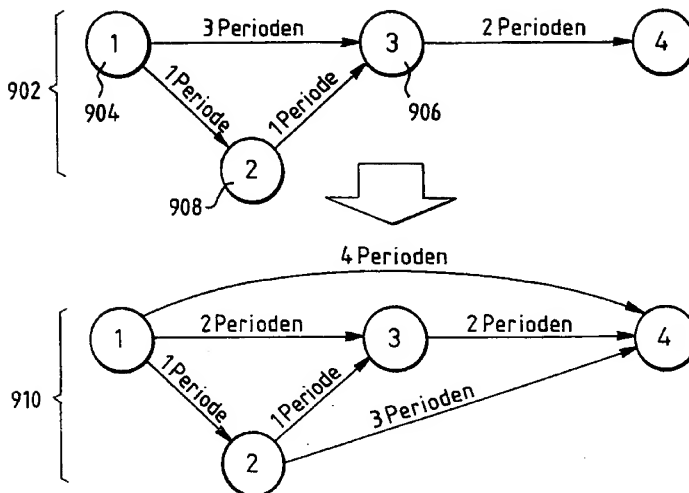 1
3 Perioden
3
2 Perioden
4
902
904
1 Periode
1 Periode
906
2
908
4 Perioden
1
2 Perioden
3
2 Perioden
4
910
1 Periode
1 Periode
3 Perioden
2